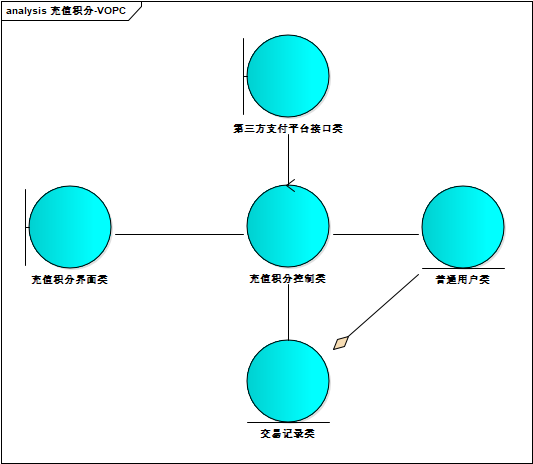 analysis 充值积分-VOPC
第三方支付平台接口类
充值积分界面类
充值积分控制类
普通用户类
交易记录类